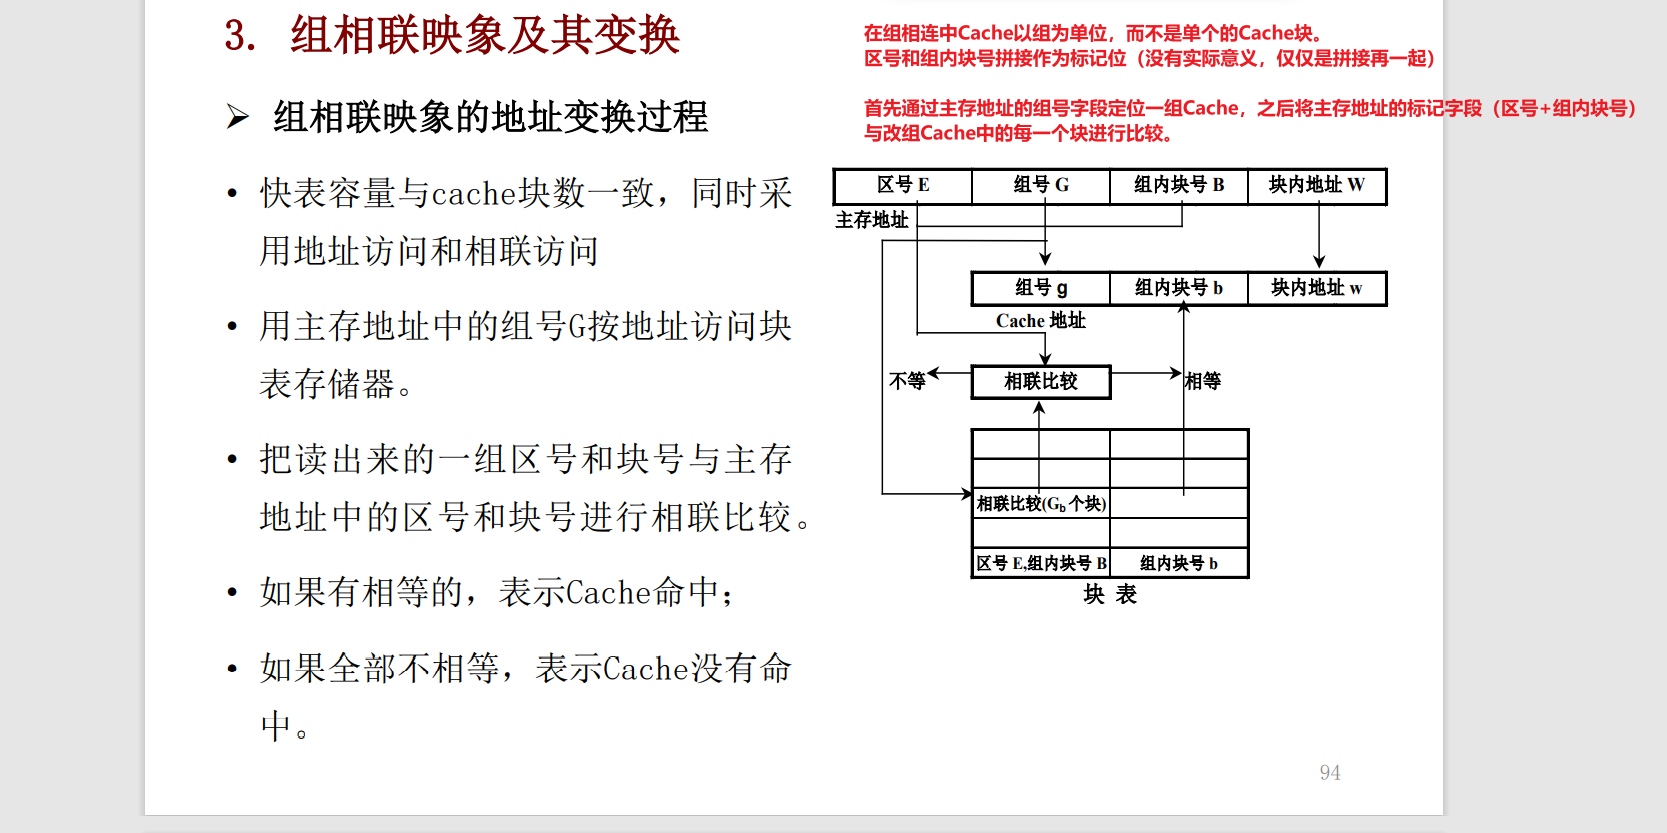 3. 组相联映象及其变换
➢ 组相联映象的地址变换过程
• 快表容量与cache块数一致，同时采
用地址访问和相联访问
• 用主存地址中的组号G按地址访问块
表存储器。
• 把读出来的一组区号和块号与主存
地址中的区号和块号进行相联比较。
• 如果有相等的，表示Cache命中；
• 如果全部不相等，表示Cache没有命
中。
在组相连中Cache以组为单位，而不是单个的Cache块。
区号和组内块号拼接作为标记位（没有实际意义，仅仅是拼接再一起）
首先通过主存地址的组号字段定位一组Cache，之后将主存地址的标记字段（区号+组内块号）
与改组Cache中的每一个块进行比较。
区号 E 组号 G 组内块号 B 块内地址 W
主存地址
组号 g 组内块号 b 块内地址 w
Cache 地址
不等 相联比较 相等
相联比较(Gb 个块)
区号 E,组内块号 B 组内块号 b
块 表
94